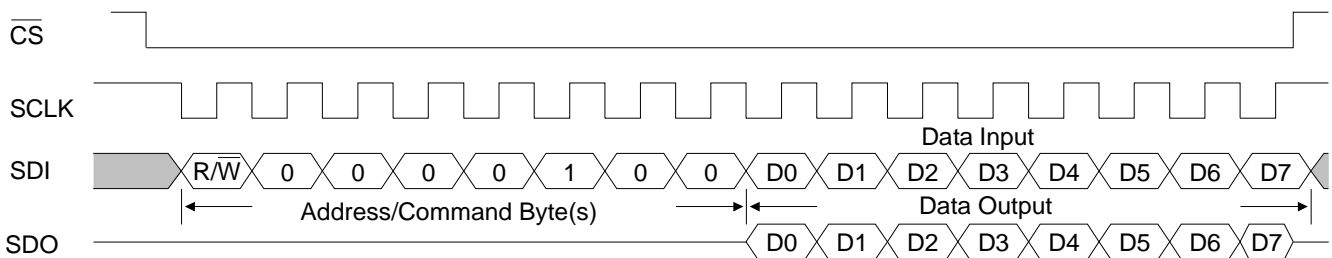 C̅S̅
SCLK
Data Input
SDI R/W̅ 0 0 0 0 1 0 0 D0 D1 D2 D3 D4 D5 D6 D7
Address/Command Byte(s) Data Output
SDO D0 D1 D2 D3 D4 D5 D6 D7